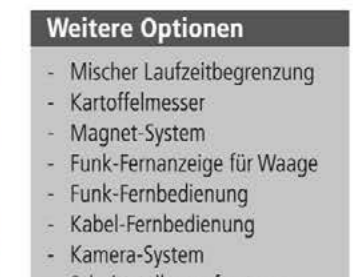 Weitere Optionen
- Mischer Laufzeitbegrenzung
- Kartoffelmesser
- Magnet-System
- Funk-Fernanzeige für Waage
- Funk-Fernbedienung
- Kabel-Fernbedienung
- Kamera-System